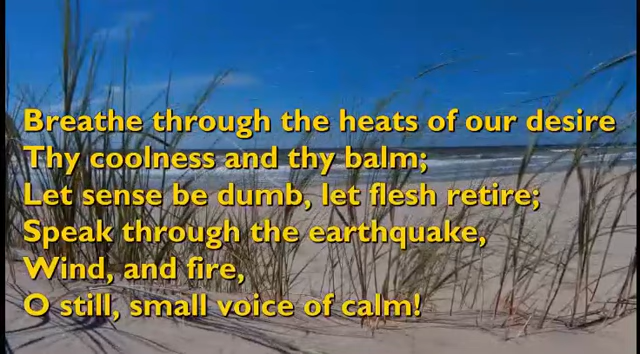 Breathe through the heats of our desire
Thy coolness and thy balm;
Let sense be dumb, let flesh retire;
Speak through the earthquake,
Wind, and fire,
O still, small voice of calm!